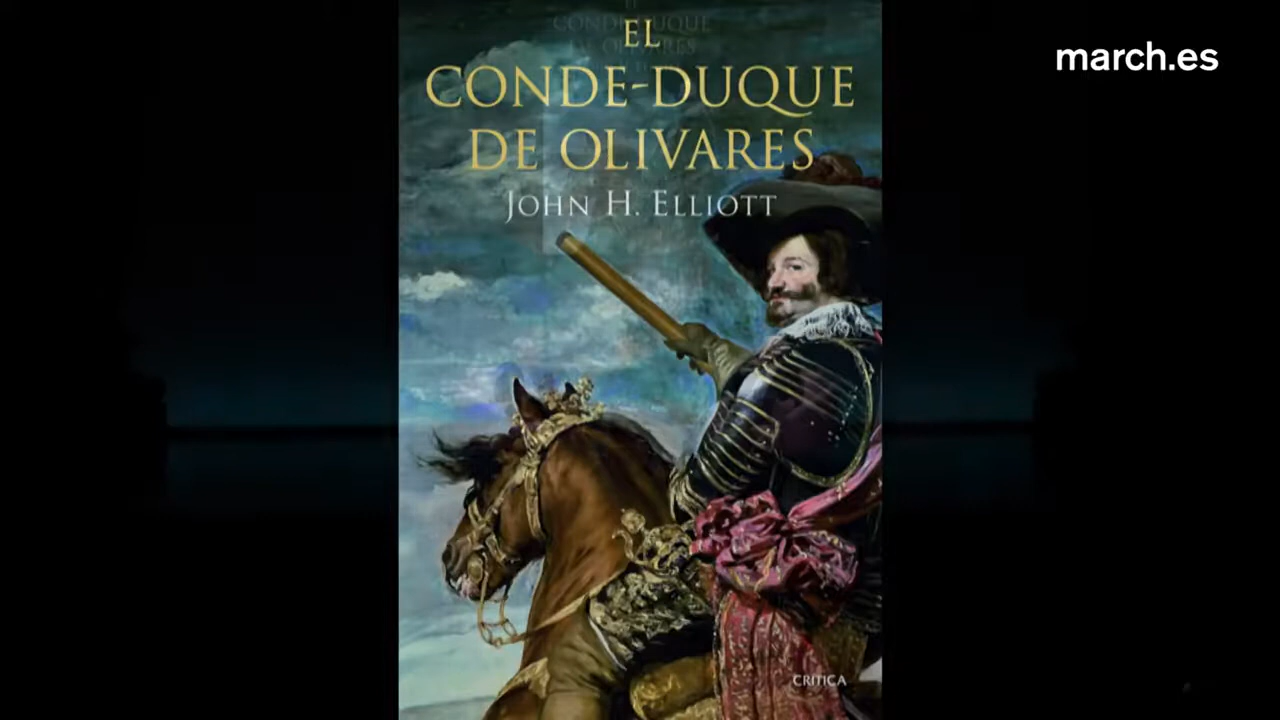 march.es
EL
CONDE-DUQUE
DE OLIVARES
JOHN H. ELLIOTT
CRITICA